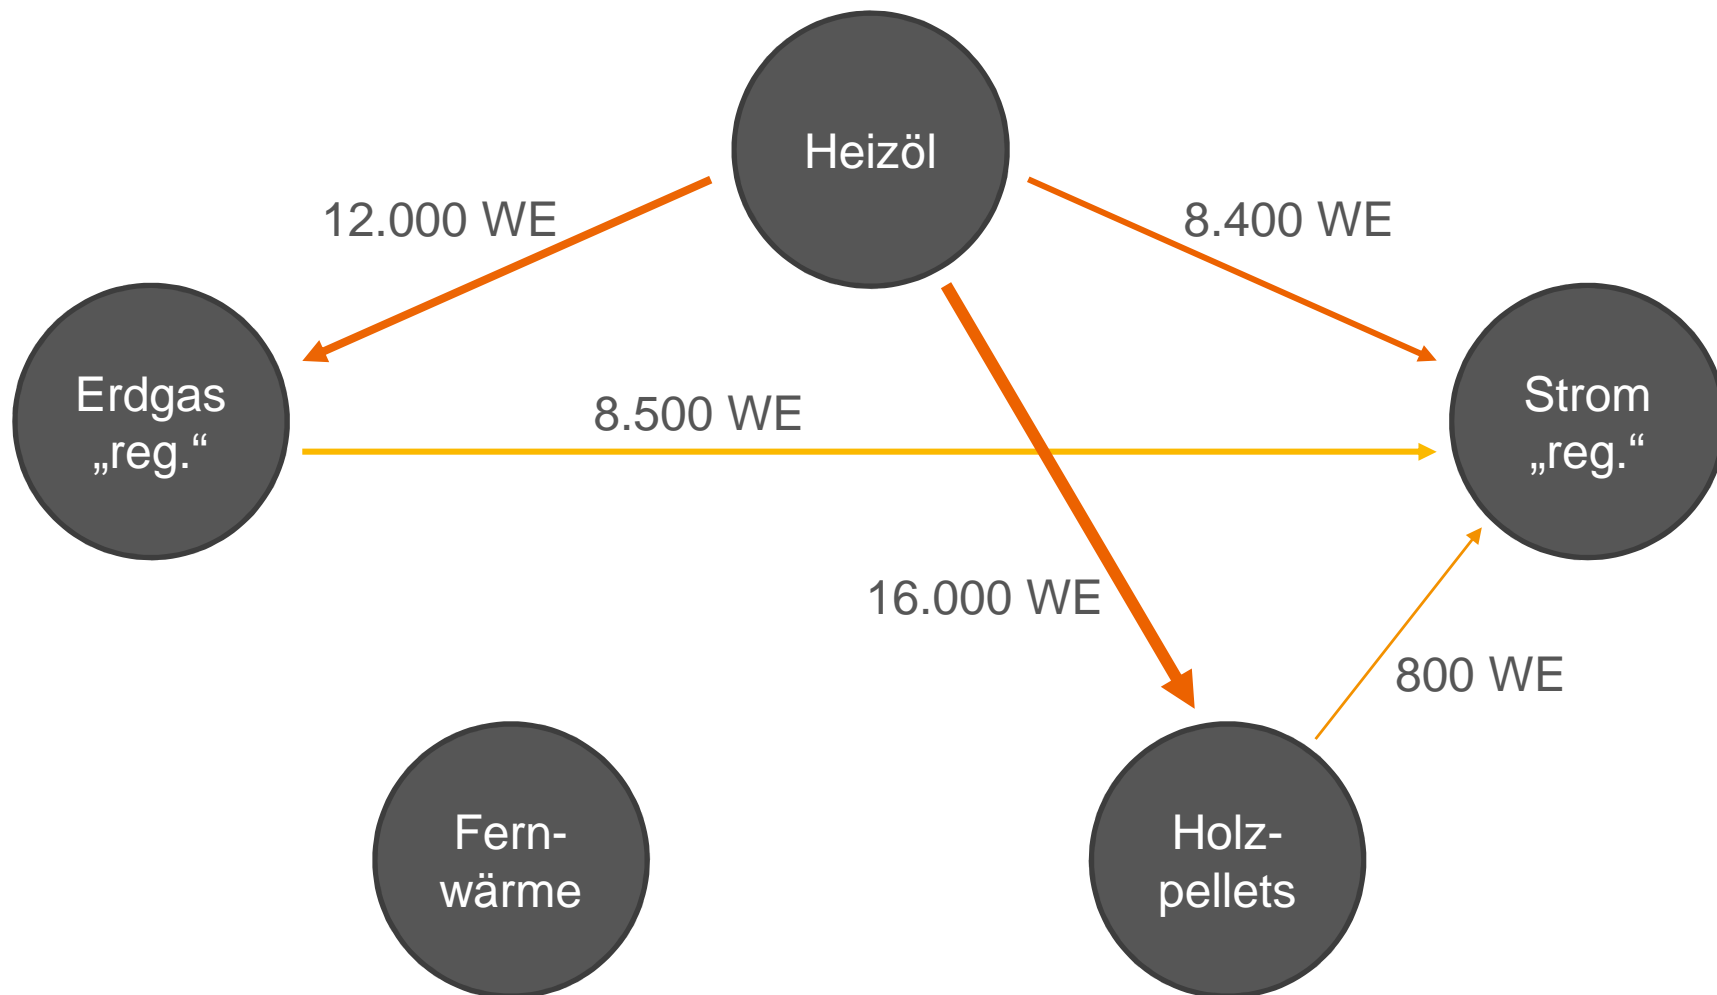 Heizöl
12.000 WE
8.400 WE
Erdgas
„reg.“
8.500 WE
Strom
„reg.“
16.000 WE
800 WE
Fern-
wärme
Holz-
pellets